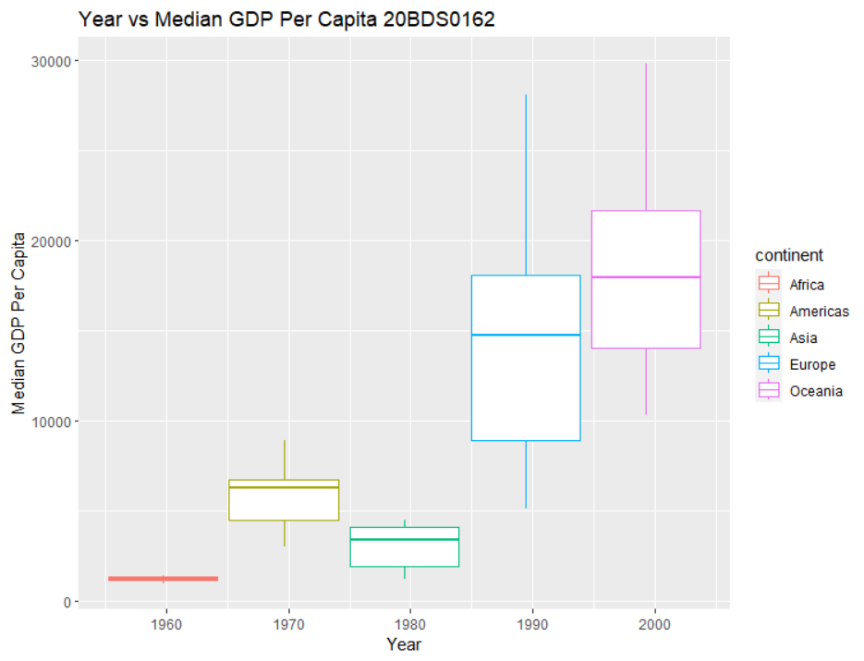 Year vs Median GDP Per Capita 20BDS0162
30000
20000
10000
0
Median GDP Per Capita
1960 1970 1980 1990 2000
Year
continent
Africa
Americas
Asia
Europe
Oceania